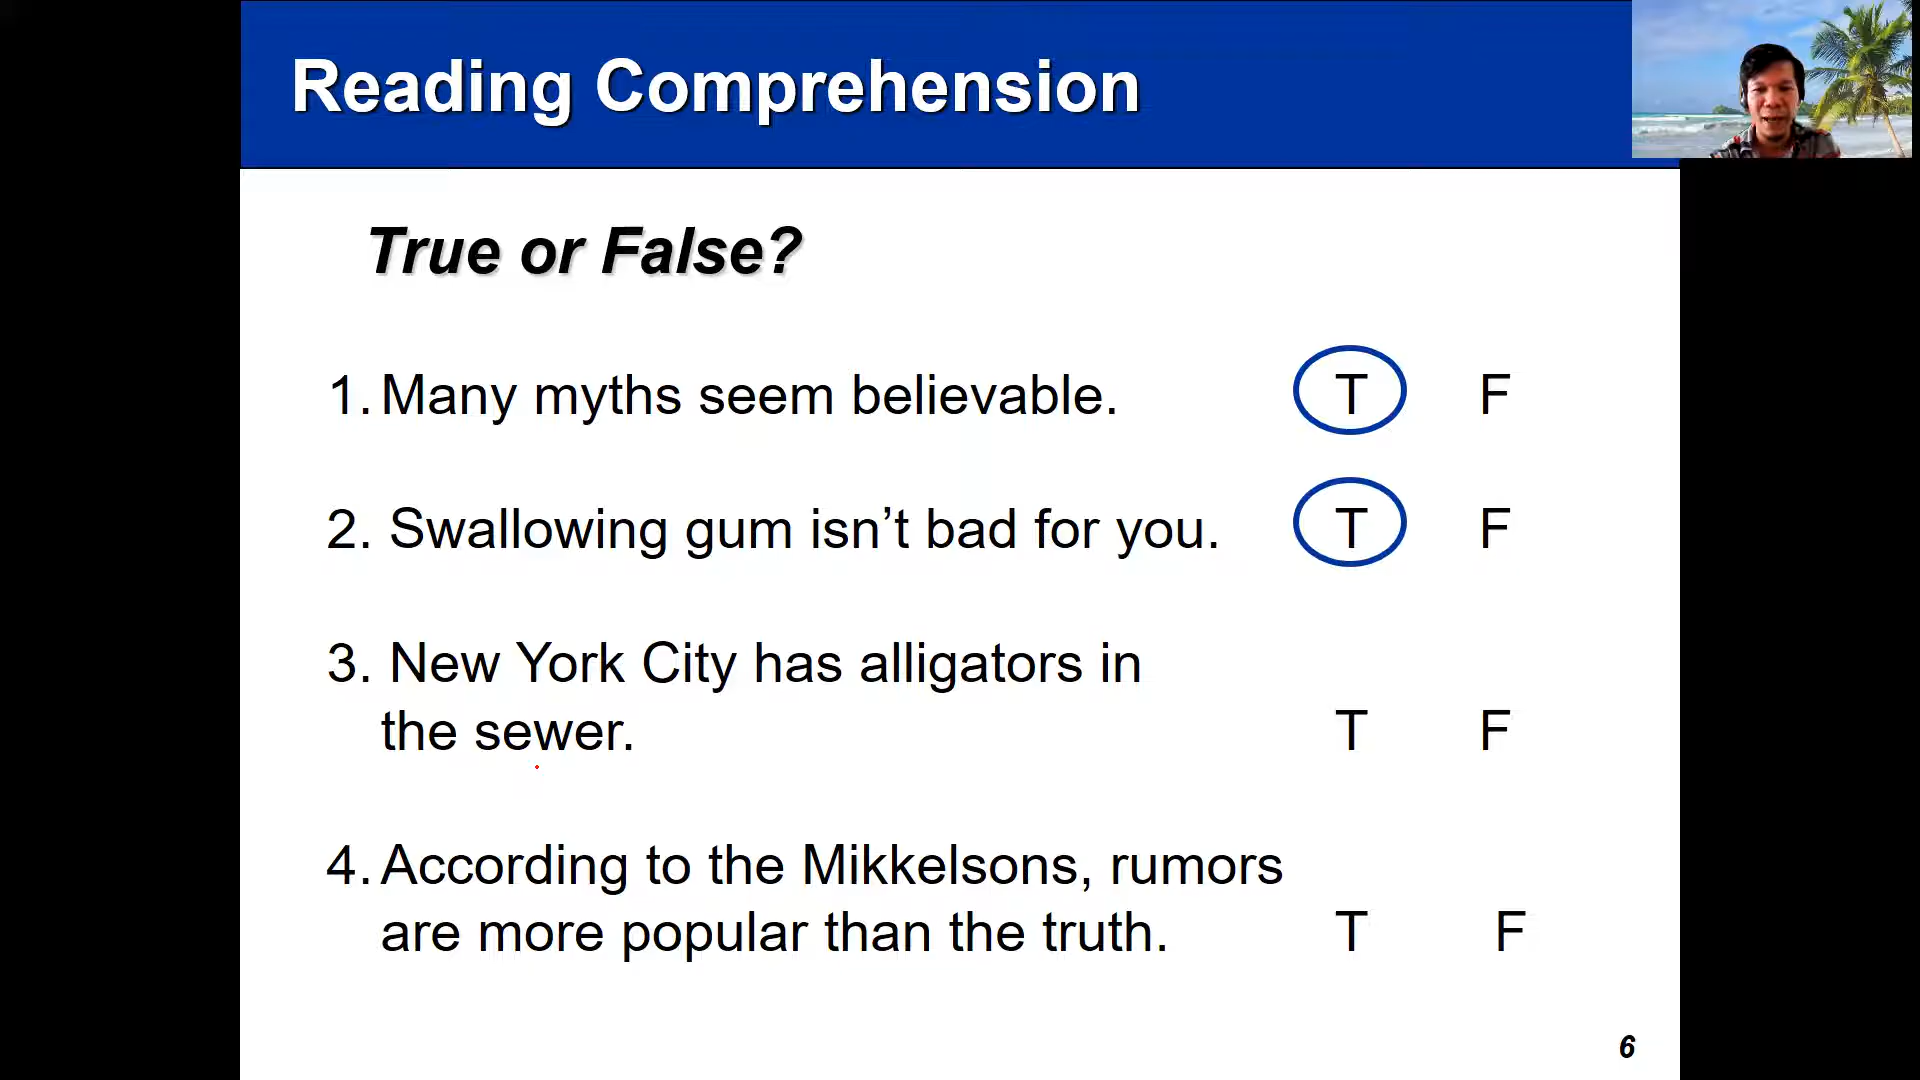 Reading Comprehension
True or False?
1. Many myths seem believable. T F
2. Swallowing gum isn’t bad for you. T F
3. New York City has alligators in
the sewer. T F
4. According to the Mikkelsons, rumors
are more popular than the truth. T F
6